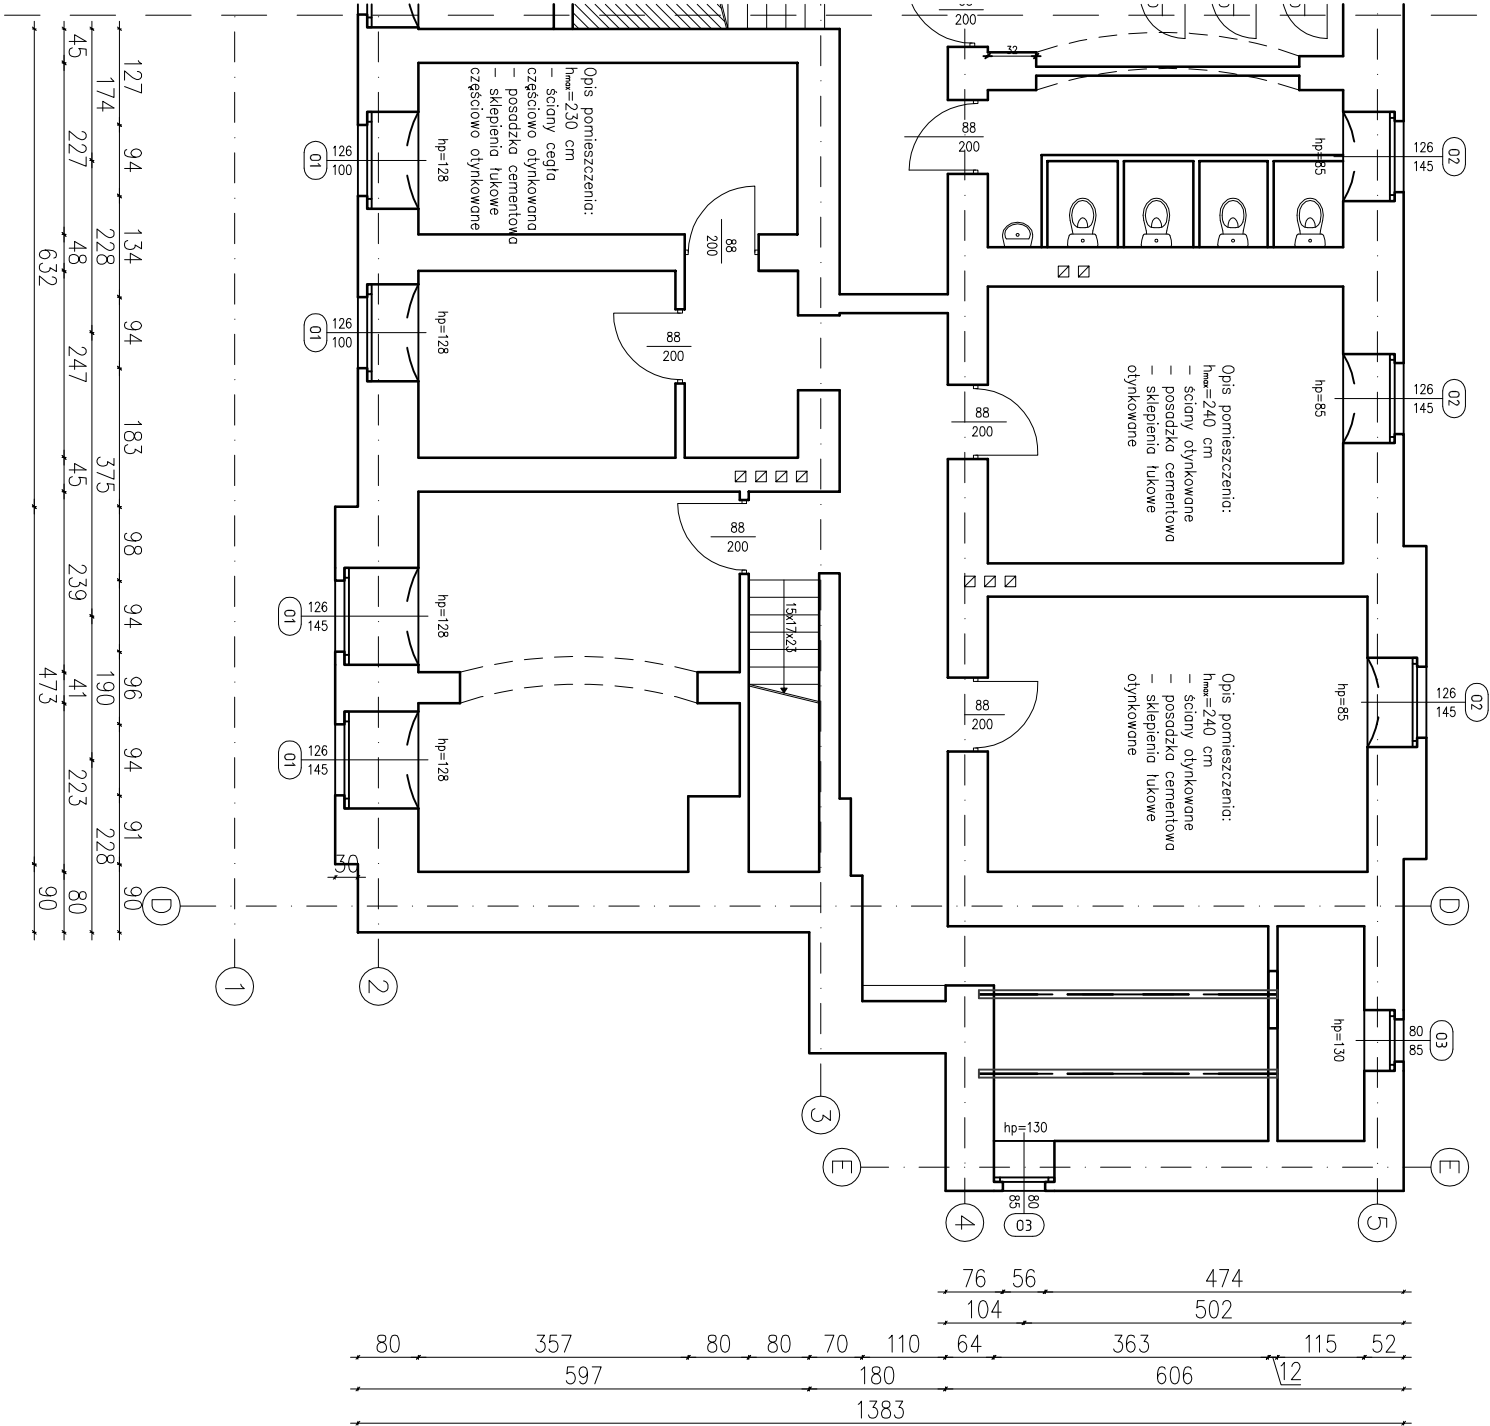 88
200
32
88
200
126
145
02
hp=85
01
126
100
hp=128
Opis pomieszczenia:
hmax=230 cm
- ściany cegła
częściowo otynkowana
- posadzka cementowa
- sklepienia łukowe
częściowo otynkowane
88
200
01
126
100
hp=128
88
200
126
145
02
hp=85
Opis pomieszczenia:
hmax=240 cm
- ściany otynkowane
- posadzka cementowa
- sklepienia łukowe
otynkowane
88
200
88
200
01
126
145
hp=128
15x17x23
01
126
145
hp=128
88
200
Opis pomieszczenia:
hmax=240 cm
- ściany otynkowane
- posadzka cementowa
- sklepienia łukowe
otynkowane
hp=85
126
145
02
30
D
D
1
2
3
4
5
E
E
hp=130
80
85
03
hp=130
80
85
03
127 94 134 94 183 98 94 96 94 91 90
174 228 375 190 228
45 227 48 247 45 239 41 223 80
632 473 90
76 56 474
104 502
80 357 80 80 70 110 64 363 12 115 52
597 180 606
1383